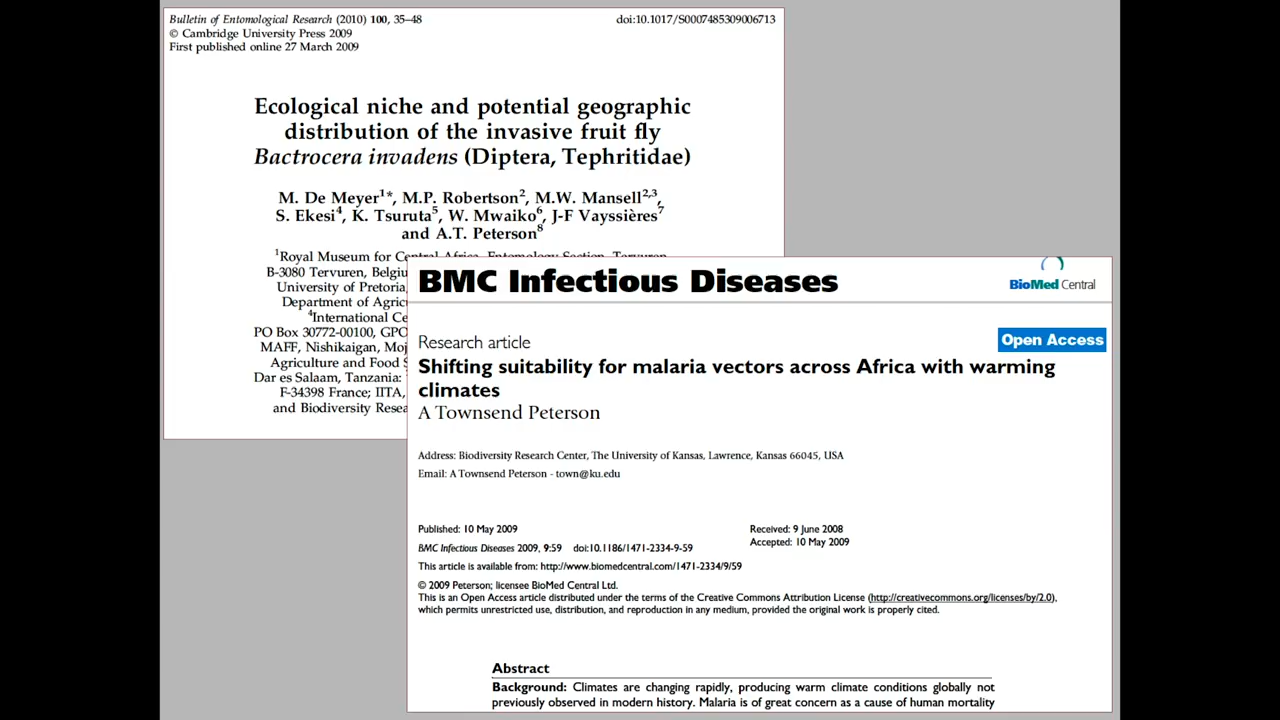 Bulletin of Entomological Research (2010) 100, 35–48
doi:10.1017/S0007485309006713
© Cambridge University Press 2009
First published online 27 March 2009
Ecological niche and potential geographic
distribution of the invasive fruit fly
Bactrocera invadens (Diptera, Tephritidae)
M. De Meyer1*, M.P. Robertson2, M.W. Mansell2,3,
S. Ekesi4, K. Tsuruta5, W. Mwaiko6, J-F Vayssières7
and A.T. Peterson8
1Royal Museum for Central Africa, Entomology Section, Tervuren
B-3080 Tervuren, Belgiu
University of Pretoria,
Department of Agric
4International Ce
PO Box 30772-00100, GPO
MAFF, Nishikaigan, Moj
Agriculture and Food S
Dar es Salaam, Tanzania:
F-34398 France; IITA,
and Biodiversity Resea
BMC Infectious Diseases
BioMed Central
Open Access
Research article
Shifting suitability for malaria vectors across Africa with warming
climates
A Townsend Peterson
Address: Biodiversity Research Center, The University of Kansas, Lawrence, Kansas 66045, USA
Email: A Townsend Peterson - town@ku.edu
Published: 10 May 2009
Received: 9 June 2008
Accepted: 10 May 2009
BMC Infectious Diseases 2009, 9:59 doi:10.1186/1471-2334-9-59
This article is available from: http://www.biomedcentral.com/1471-2334/9/59
© 2009 Peterson; licensee BioMed Central Ltd.
This is an Open Access article distributed under the terms of the Creative Commons Attribution License (http://creativecommons.org/licenses/by/2.0),
which permits unrestricted use, distribution, and reproduction in any medium, provided the original work is properly cited.
Abstract
Background: Climates are changing rapidly, producing warm climate conditions globally not
previously observed in modern history. Malaria is of great concern as a cause of human mortality